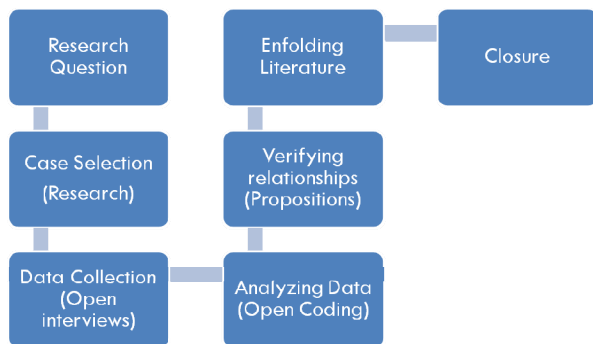 Research
Question
Case Selection
(Research)
Data Collection
(Open
interviews)
Analyzing Data
(Open Coding)
Verifying
relationships
(Propositions)
Enfolding
Literature
Closure